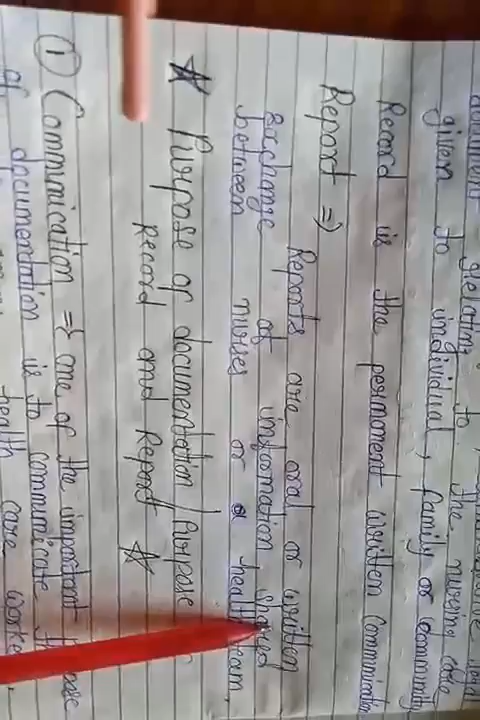 document relating to the nursing care
given to individual, family or community
Record is the permanent written communication
Report ⇒
Reports are oral or written
exchange of information shared
between nurses or a health team.
☆ Purpose of documentation / Purpose
Record and Report ☆
① Communication ⇒ one of the important
of documentation is to communicate
health care worker